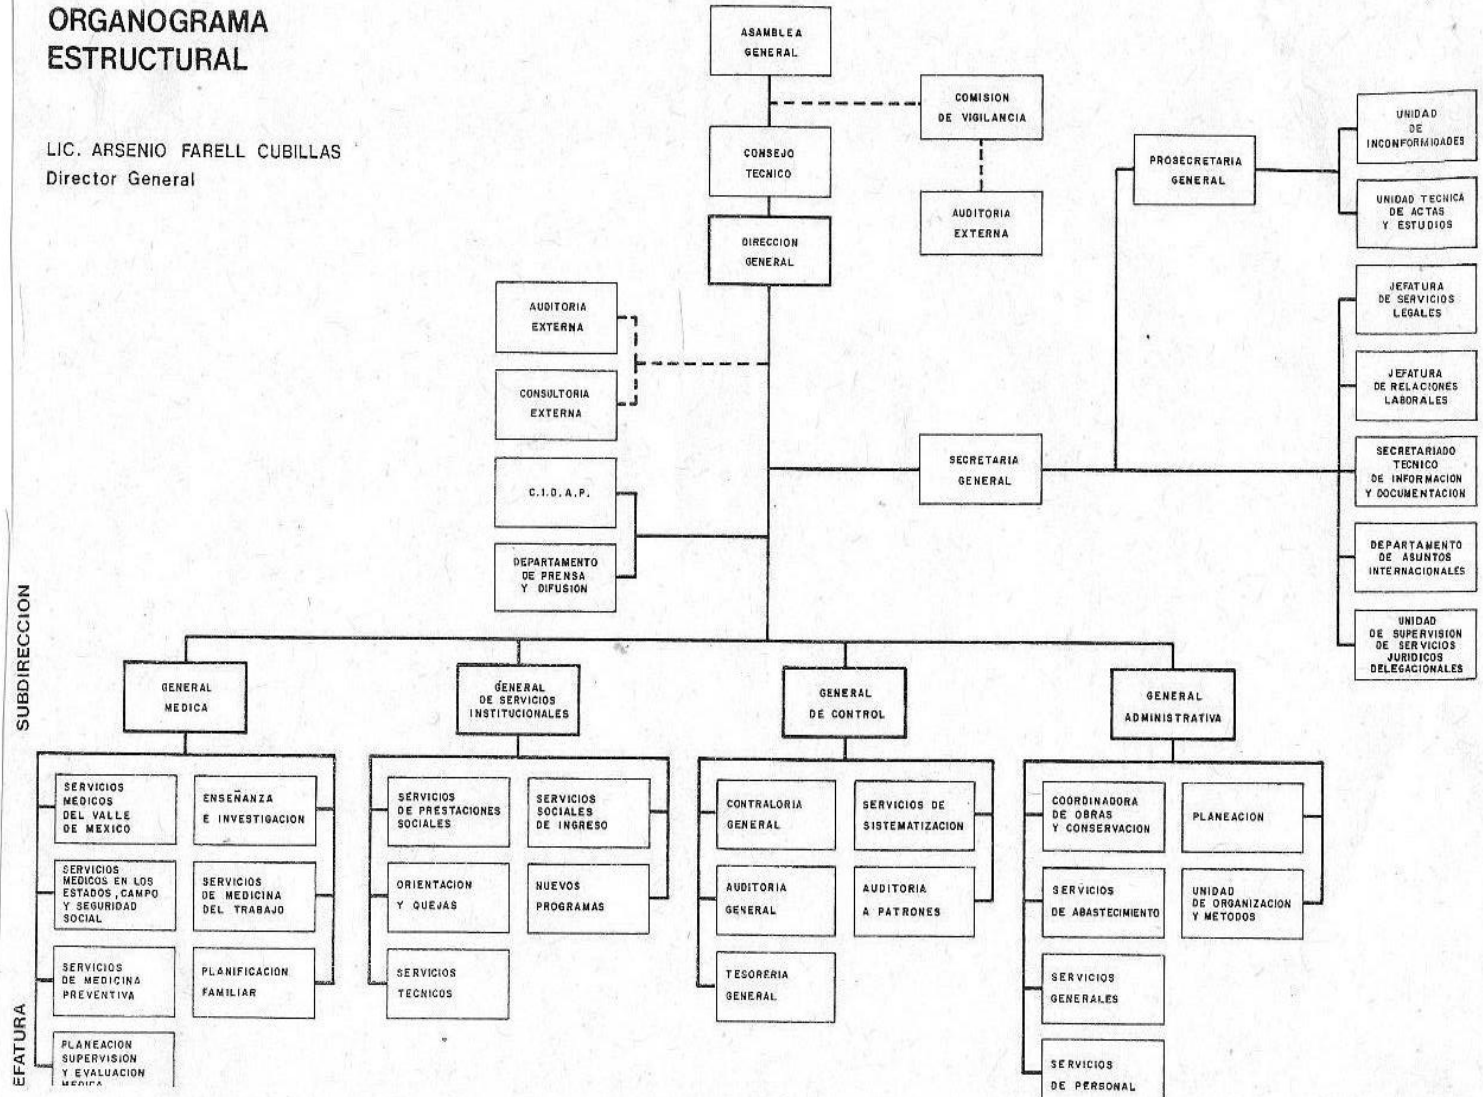 ORGANOGRAMA
ESTRUCTURAL
LIC. ARSENIO FARELL CUBILLAS
Director General
ASAMBLEA
GENERAL
COMISION
DE VIGILANCIA
CONSEJO
TECNICO
AUDITORIA
EXTERNA
DIRECCION
GENERAL
PROSECRETARIA
GENERAL
UNIDAD
DE
INCONFORMIDADES
UNIDAD TECNICA
DE ACTAS
Y ESTUDIOS
AUDITORIA
EXTERNA
CONSULTORIA
EXTERNA
C.I.D.A.P.
DEPARTAMENTO
DE PRENSA
Y DIFUSION
SECRETARIA
GENERAL
JEFATURA
DE SERVICIOS
LEGALES
JEFATURA
DE RELACIONES
LABORALES
SECRETARIADO
TECNICO
DE INFORMACION
Y DOCUMENTACION
DEPARTAMENTO
DE ASUNTOS
INTERNACIONALES
UNIDAD
DE SUPERVISION
DE SERVICIOS
JURIDICOS
DELEGACIONALES
SUBDIRECCION
GENERAL
MEDICA
GENERAL
DE SERVICIOS
INSTITUCIONALES
GENERAL
DE CONTROL
GENERAL
ADMINISTRATIVA
EFATURA
SERVICIOS
MEDICOS
DEL VALLE
DE MEXICO
ENSEÑANZA
E INVESTIGACION
SERVICIOS
MEDICOS EN LOS
ESTADOS, CAMPO
Y SEGURIDAD
SOCIAL
SERVICIOS
DE MEDICINA
DEL TRABAJO
SERVICIOS
DE MEDICINA
PREVENTIVA
PLANIFICACION
FAMILIAR
PLANEACION
SUPERVISION
Y EVALUACION
MEDICA
SERVICIOS
DE PRESTACIONES
SOCIALES
SERVICIOS
SOCIALES
DE INGRESO
ORIENTACION
Y QUEJAS
NUEVOS
PROGRAMAS
SERVICIOS
TECNICOS
CONTRALORIA
GENERAL
SERVICIOS DE
SISTEMATIZACION
AUDITORIA
GENERAL
AUDITORIA
A PATRONES
TESORERIA
GENERAL
COORDINADORA
DE OBRAS
Y CONSERVACION
PLANEACION
SERVICIOS
DE ABASTECIMIENTO
UNIDAD
DE ORGANIZACION
Y METODOS
SERVICIOS
GENERALES
SERVICIOS
DE PERSONAL